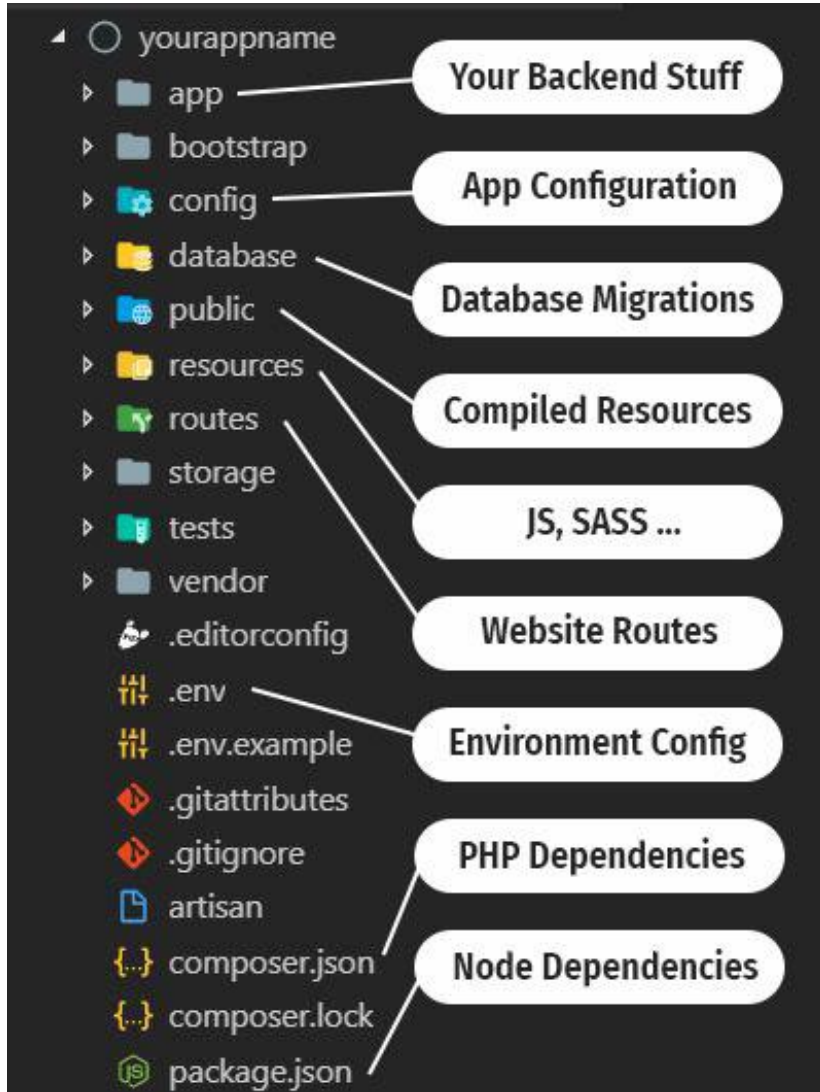 yourappname
app
Your Backend Stuff
bootstrap
config
App Configuration
database
Database Migrations
public
Compiled Resources
resources
JS, SASS ...
routes
Website Routes
storage
tests
vendor
.editorconfig
.env
Environment Config
.env.example
.gitattributes
.gitignore
artisan
composer.json
PHP Dependencies
composer.lock
package.json
Node Dependencies